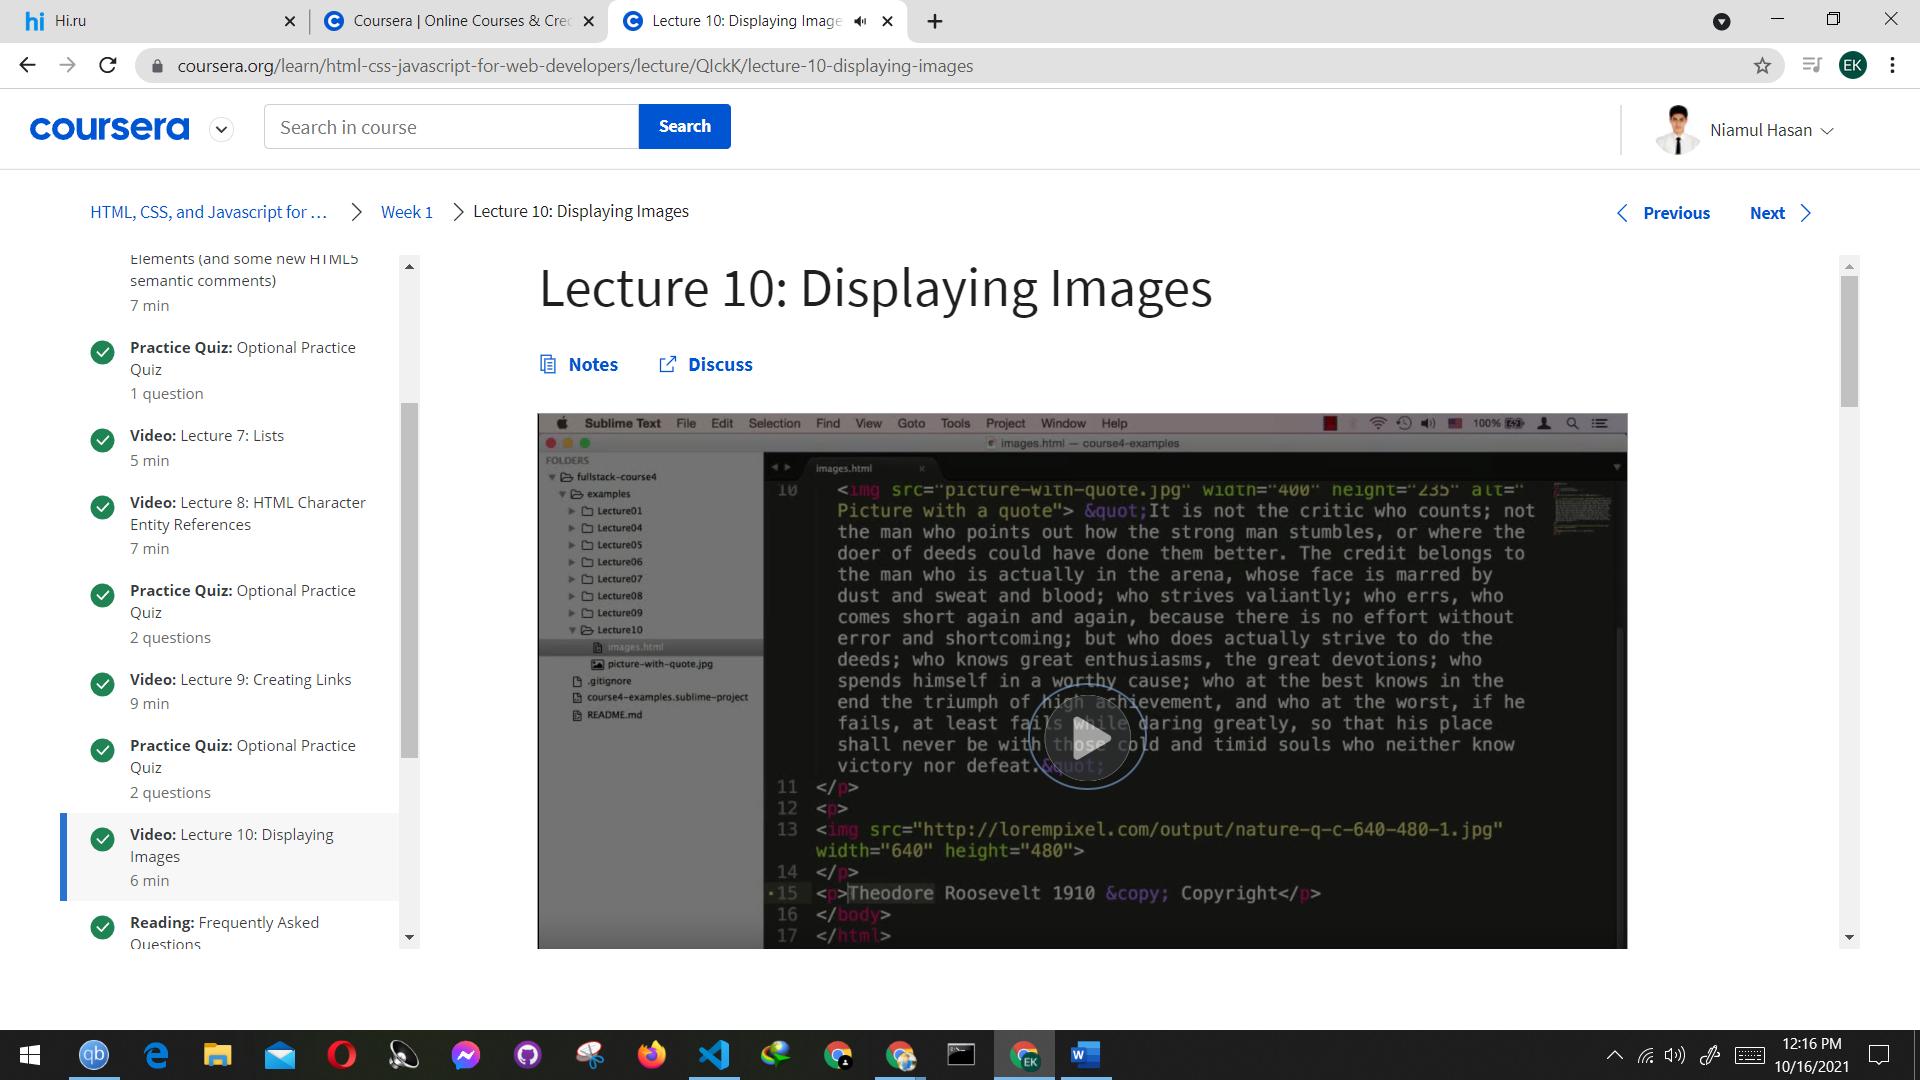 Hi.ru
Coursera | Online Courses & Cre
Lecture 10: Displaying Image
coursera.org/learn/html-css-javascript-for-web-developers/lecture/QIckK/lecture-10-displaying-images
EK
coursera
Search in course
Search
Niamul Hasan
HTML, CSS, and Javascript for …
Week 1
Lecture 10: Displaying Images
Previous
Next
Elements (and some new HTML5
semantic comments)
7 min
Practice Quiz: Optional Practice
Quiz
1 question
Video: Lecture 7: Lists
5 min
Video: Lecture 8: HTML Character
Entity References
7 min
Practice Quiz: Optional Practice
Quiz
2 questions
Video: Lecture 9: Creating Links
9 min
Practice Quiz: Optional Practice
Quiz
2 questions
Video: Lecture 10: Displaying
Images
6 min
Reading: Frequently Asked
Questions
Lecture 10: Displaying Images
Notes
Discuss
Sublime Text File Edit Selection Find View Goto Tools Project Window Help
100%
images.html — course4-examples
FOLDERS
fullstack-course4
examples
Lecture01
Lecture04
Lecture05
Lecture06
Lecture07
Lecture08
Lecture09
Lecture10
images.html
picture-with-quote.jpg
.gitignore
course4-examples.sublime-project
README.md
images.html
10 <img src="picture-with-quote.jpg" width="400" height="235" alt="
Picture with a quote"> &quot;It is not the critic who counts; not
the man who points out how the strong man stumbles, or where the
doer of deeds could have done them better. The credit belongs to
the man who is actually in the arena, whose face is marred by
dust and sweat and blood; who strives valiantly; who errs, who
comes short again and again, because there is no effort without
error and shortcoming; but who does actually strive to do the
deeds; who knows great enthusiasms, the great devotions; who
spends himself in a worthy cause; who at the best knows in the
end the triumph of high achievement, and who at the worst, if he
fails, at least fails while daring greatly, so that his place
shall never be with those cold and timid souls who neither know
victory nor defeat.&quot;
11 </p>
12 <p>
13 <img src="http://lorempixel.com/output/nature-q-c-640-480-1.jpg"
width="640" height="480">
14 </p>
15 <p>Theodore Roosevelt 1910 &copy; Copyright</p>
16 </body>
17 </html>
12:16 PM
10/16/2021